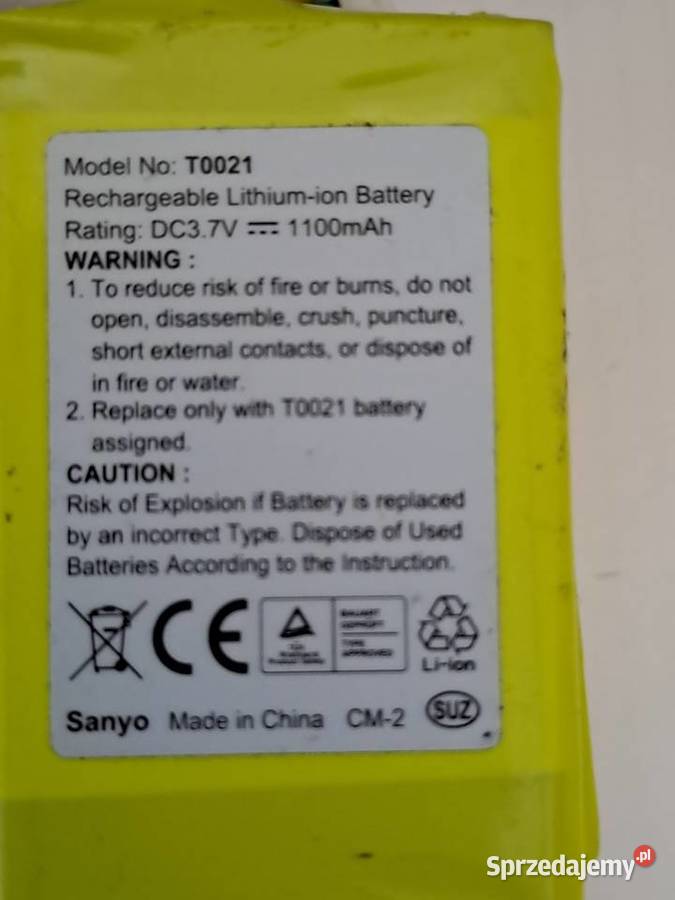 Model No: T0021
Rechargeable Lithium-ion Battery
Rating: DC3.7V ⎓ 1100mAh
WARNING :
1. To reduce risk of fire or burns, do not
open, disassemble, crush, puncture,
short external contacts, or dispose of
in fire or water.
2. Replace only with T0021 battery
assigned.
CAUTION :
Risk of Explosion if Battery is replaced
by an incorrect Type. Dispose of Used
Batteries According to the Instruction.
CE
TYPE
APPROVED
Li-ion
Sanyo Made in China CM-2 SUZ
Sprzedajemy.pl